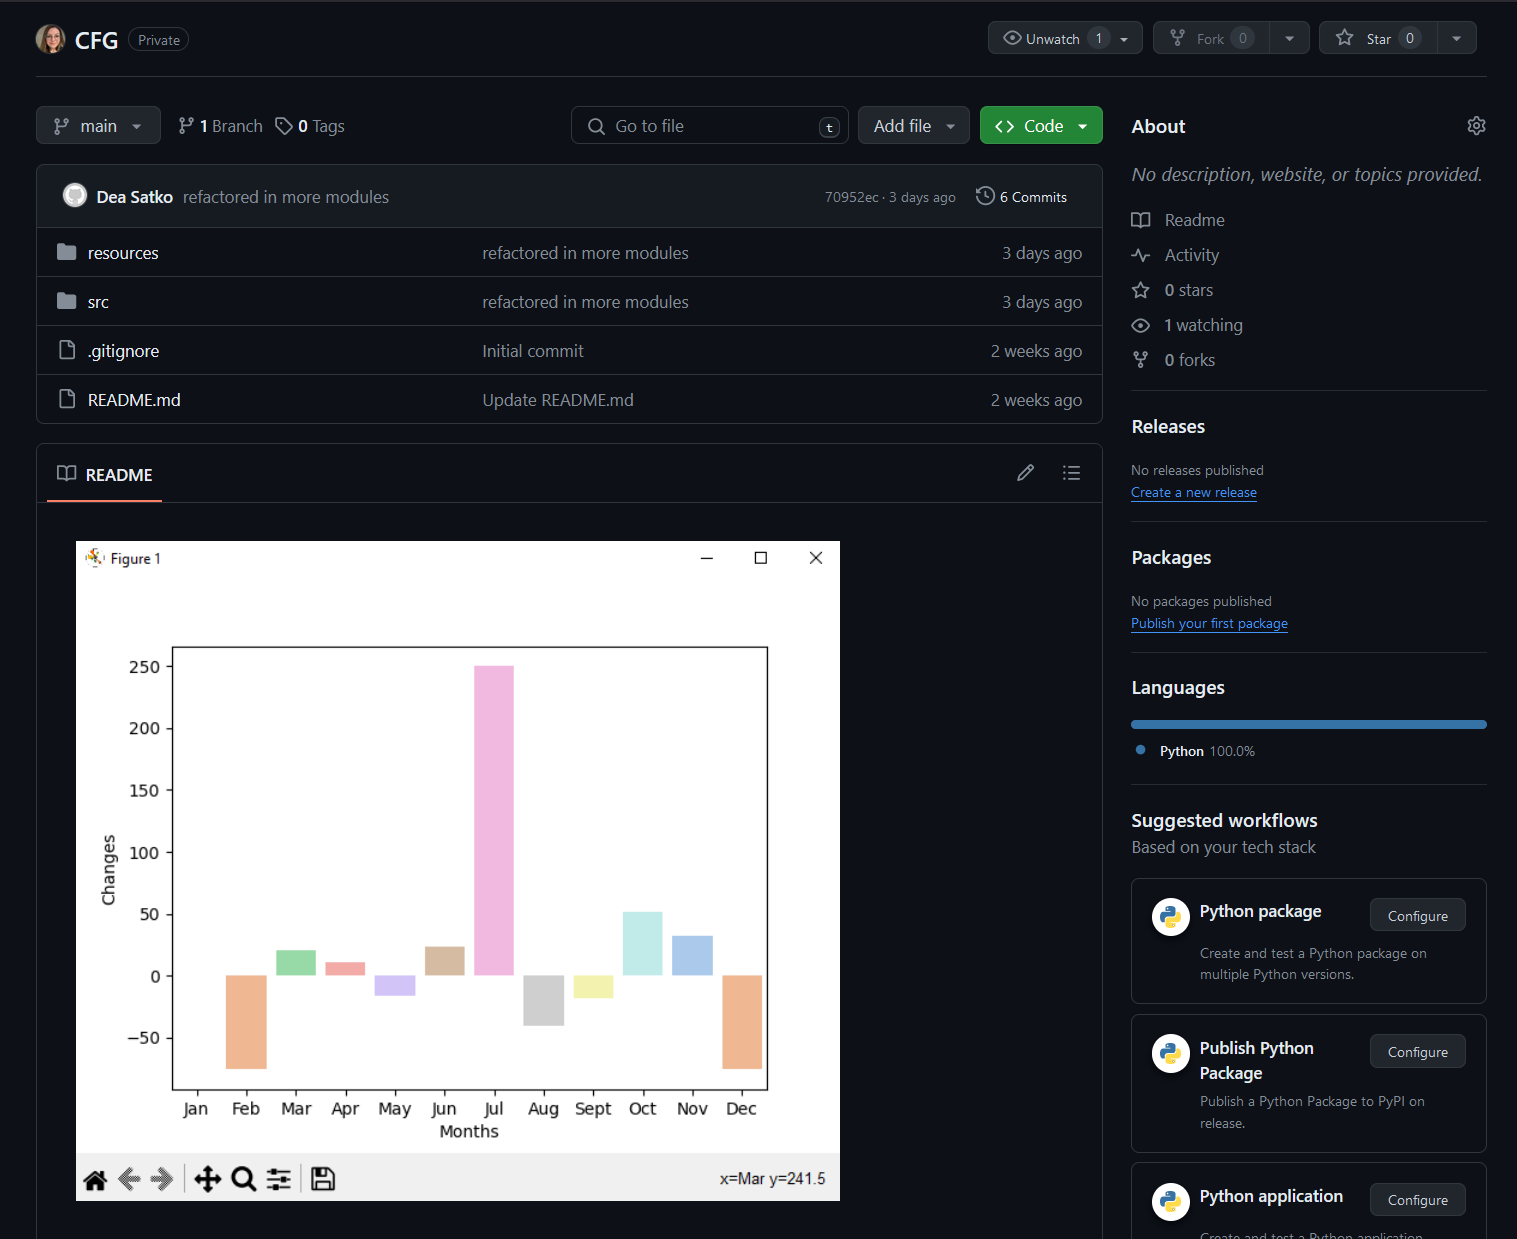 CFG Private Unwatch 1 Fork 0 Star 0
main 1 Branch 0 Tags Go to file t Add file Code
Dea Satko refactored in more modules 70952ec · 3 days ago 6 Commits
resources refactored in more modules 3 days ago
src refactored in more modules 3 days ago
.gitignore Initial commit 2 weeks ago
README.md Update README.md 2 weeks ago
README
Figure 1
250
200
150
100
50
0
−50
Changes
Jan Feb Mar Apr May Jun Jul Aug Sept Oct Nov Dec
Months
x=Mar y=241.5
About
No description, website, or topics provided.
Readme
Activity
0 stars
1 watching
0 forks
Releases
No releases published
Create a new release
Packages
No packages published
Publish your first package
Languages
Python 100.0%
Suggested workflows
Based on your tech stack
Python package Configure
Create and test a Python package on
multiple Python versions.
Publish Python
Package
Configure
Publish a Python Package to PyPI on
release.
Python application Configure
Create and test a Python application